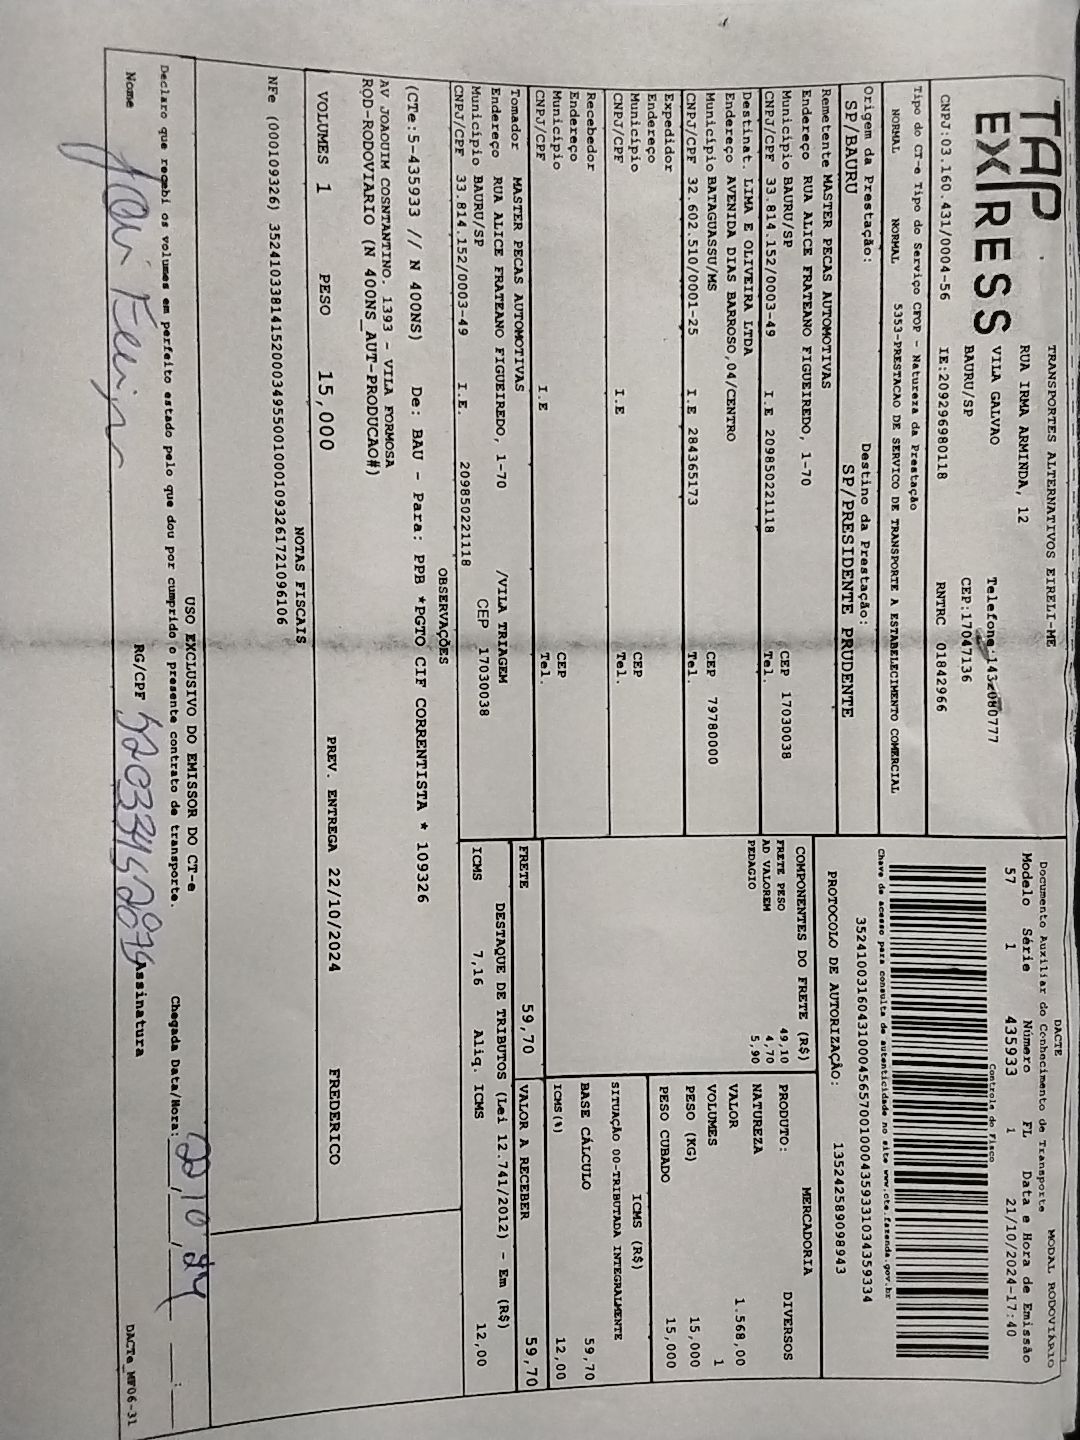 TAP EXPRESS
TRANSPORTES ALTERNATIVOS EIRELI-ME
RUA IRMA ARMINDA, 12
VILA GALVAO
BAURU/SP
Telefone
CEP:17047136
CNPJ:03.160.431/0004-56 IE:209296980118 RNTRC 01842966
DACTE MODAL RODOVIÁRIO
Documento Auxiliar do Conhecimento de Transporte
Modelo Série Número FL Data e Hora de Emissão
57 1 435933 1 21/10/2024-17:40
Controle do Fisco
Chave de acesso para consulta de autenticidade no site www.cte.fazenda.gov.br
PROTOCOLO DE AUTORIZAÇÃO: 135242589098943
Tipo do CT-e Tipo do Serviço CFOP - Natureza da Prestação
NORMAL NORMAL 5353-PRESTACAO DE SERVICO DE TRANSPORTE A ESTABELECIMENTO COMERCIAL
Origem da Prestação: Destino da Prestação:
SP/BAURU SP/PRESIDENTE PRUDENTE
Remetente MASTER PECAS AUTOMOTIVAS
Endereço RUA ALICE FRATEANO FIGUEIREDO, 1-70
Município BAURU/SP CEP 17030038
CNPJ/CPF 33.814.152/0003-49 I.E 209850221118 Tel.
Destinat. LIMA E OLIVEIRA LTDA
Endereço AVENIDA DIAS BARROSO,04/CENTRO
Município BATAGUASSU/MS CEP 79780000
CNPJ/CPF 32.602.510/0001-25 I.E 284365173 Tel.
Expedidor
Endereço
Município CEP
CNPJ/CPF I.E Tel.
Recebedor
Endereço
Município CEP
CNPJ/CPF I.E Tel.
Tomador MASTER PECAS AUTOMOTIVAS
Endereço RUA ALICE FRATEANO FIGUEIREDO, 1-70 /VILA TRIAGEM
Município BAURU/SP CEP 17030038
CNPJ/CPF 33.814.152/0003-49 I.E. 209850221118
COMPONENTES DO FRETE (R$)
FRETE PESO 49,10
AD VALOREM 4,70
PEDAGIO 5,90
MERCADORIA
PRODUTO: DIVERSOS
NATUREZA
VALOR 1.568,00
VOLUMES 1
PESO (KG) 15,000
PESO CUBADO 15,000
ICMS (R$)
SITUAÇÃO 00-TRIBUTADA INTEGRALMENTE
BASE CÁLCULO 59,70
ICMS(%) 12,00
FRETE 59,70 VALOR A RECEBER 59,70
DESTAQUE DE TRIBUTOS (Lei 12.741/2012) - Em (R$)
ICMS 7,16 Aliq. ICMS 12,00
OBSERVAÇÕES
(CTe:5-435933 // N 400NS) De: BAU - Para: PPB *PGTO CIF CORRENTISTA * 109326
AV JOAQUIM COSNTANTINO. 1393 - VILA FORMOSA
ROD-RODOVIARIO (N 400NS_AUT-PRODUCAO#)
VOLUMES 1 PESO 15,000 PREV. ENTREGA 22/10/2024 FREDERICO
NOTAS FISCAIS
NFe (000109326) 35241033814152000349550010001093261721096106
USO EXCLUSIVO DO EMISSOR DO CT-e
Declaro que recebi os volumes em perfeito estado pelo que dou por cumprido o presente contrato de transporte. Chegada Data/Hora: 22/10/24 __:__
Nome RG/CPF Assinatura
DACTe_MF06-31